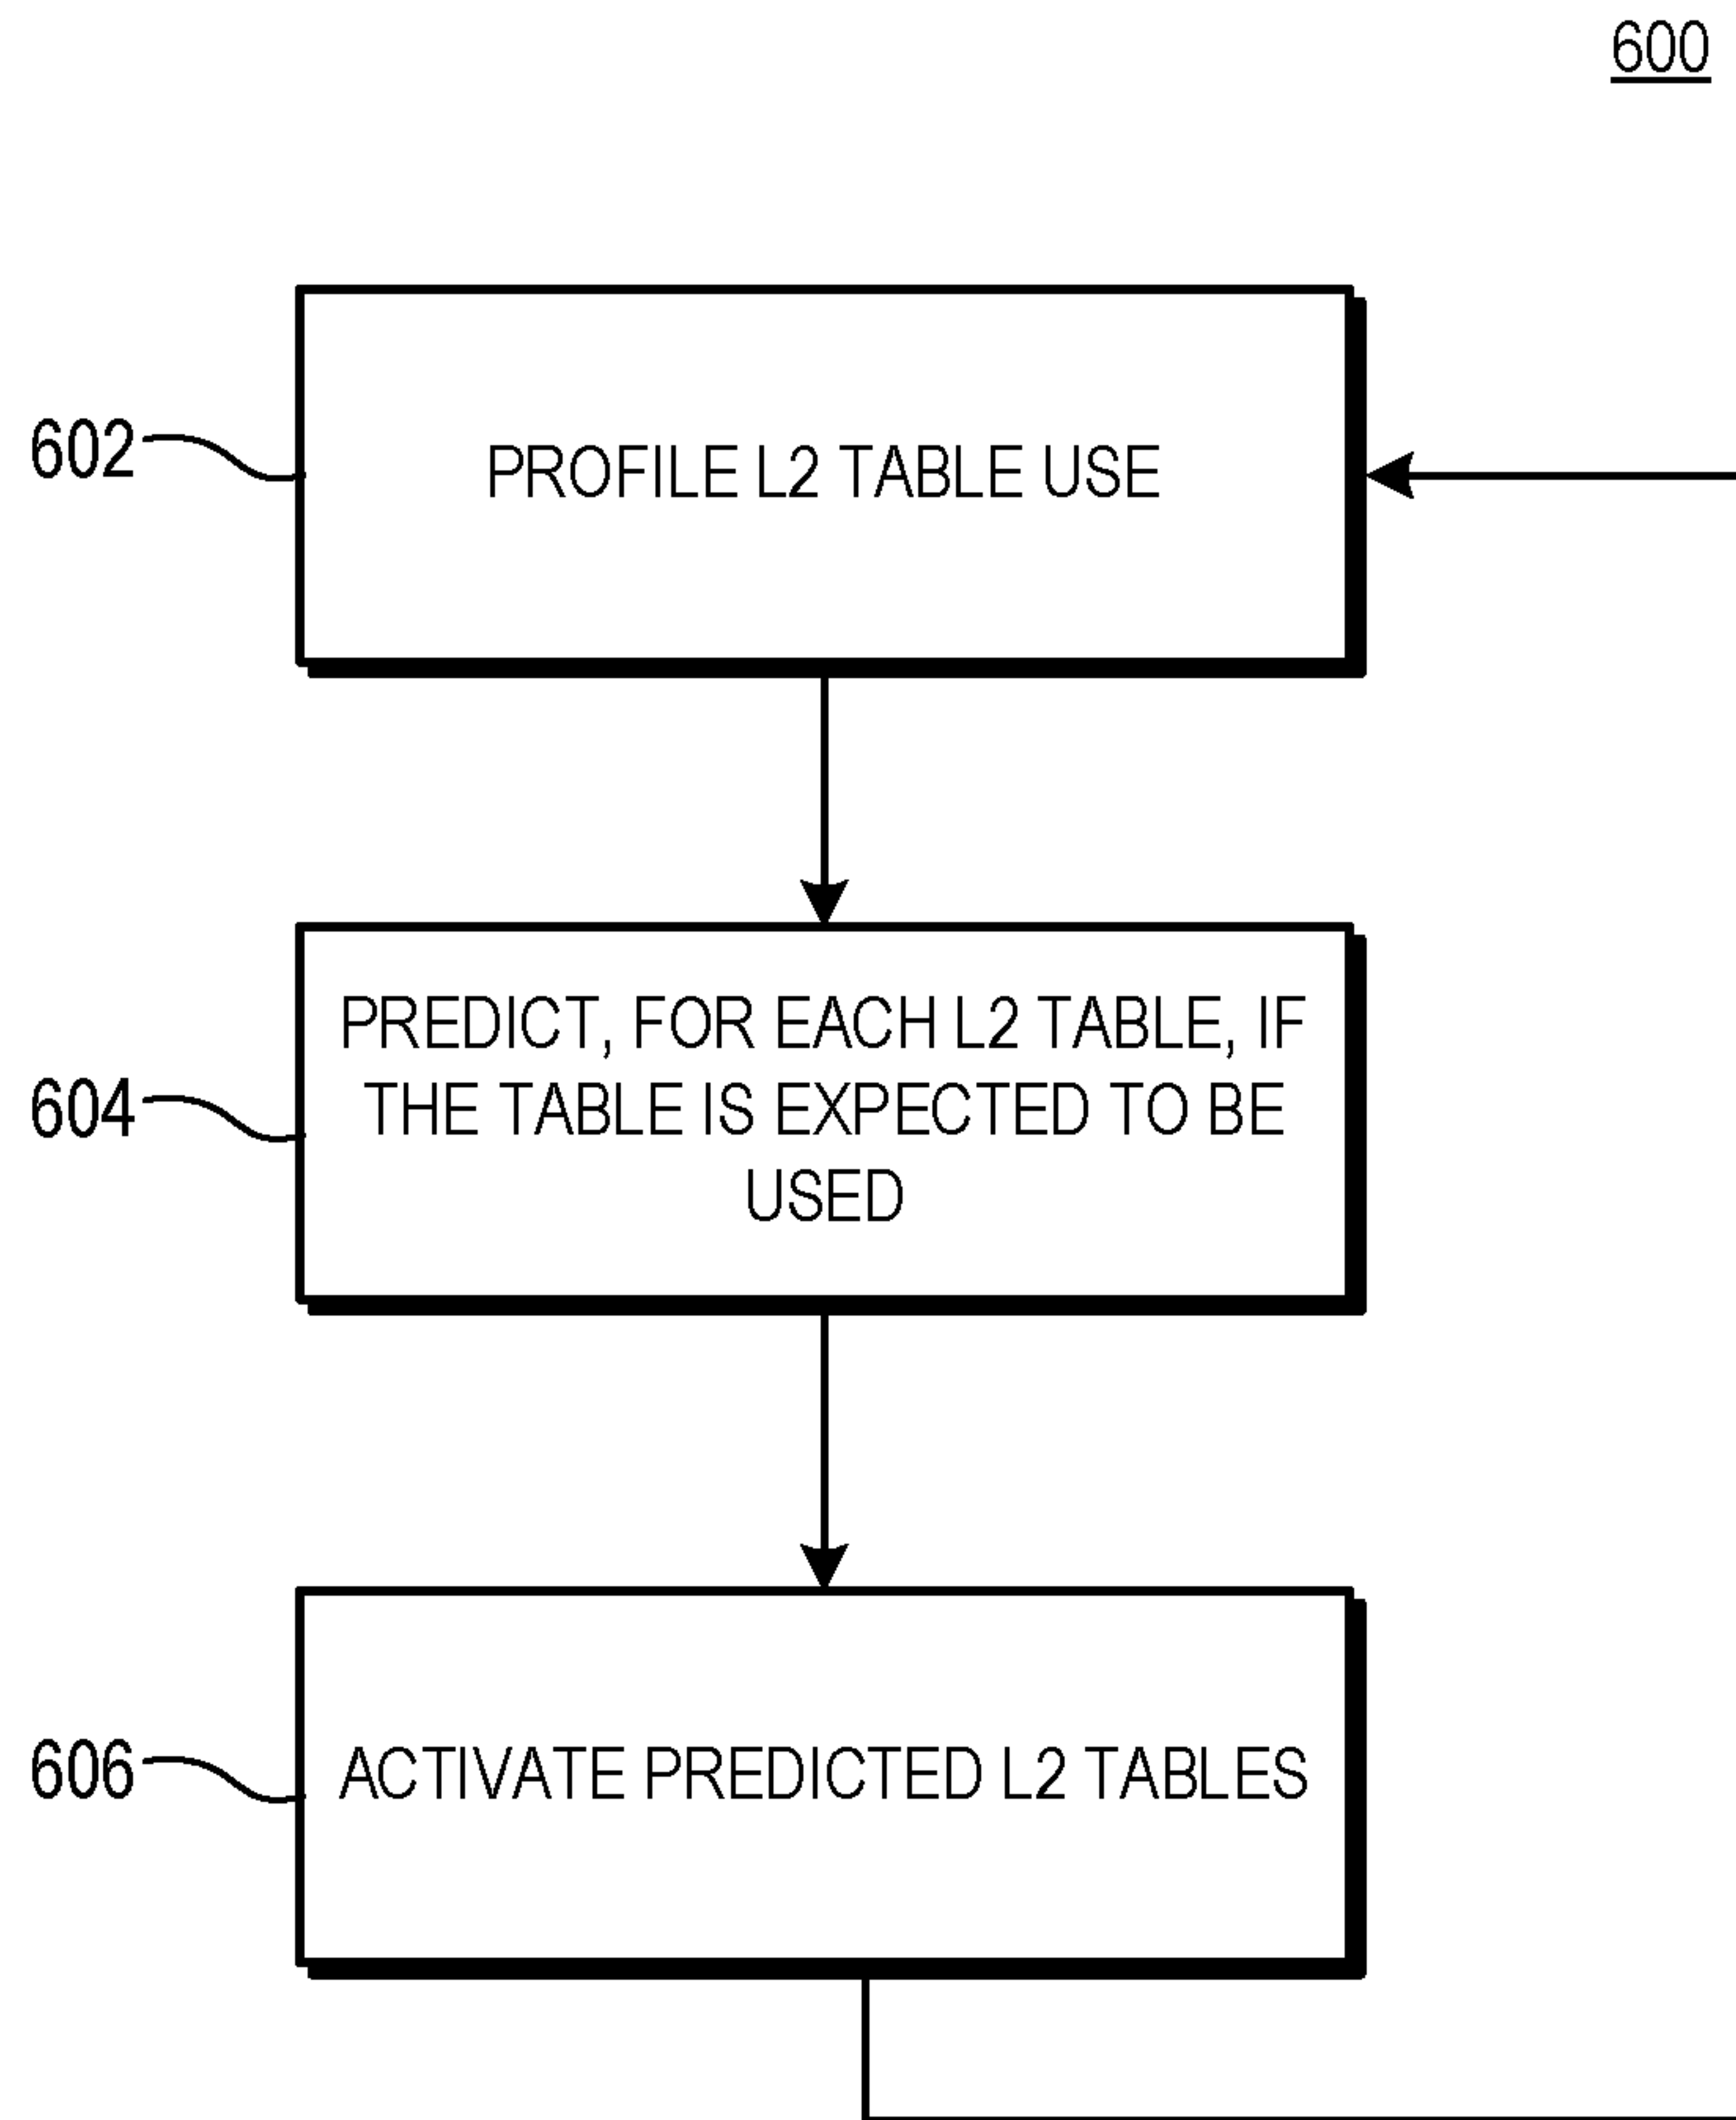 600
602
PROFILE L2 TABLE USE
PREDICT, FOR EACH L2 TABLE, IF
THE TABLE IS EXPECTED TO BE
USED
604
606
ACTIVATE PREDICTED L2 TABLES